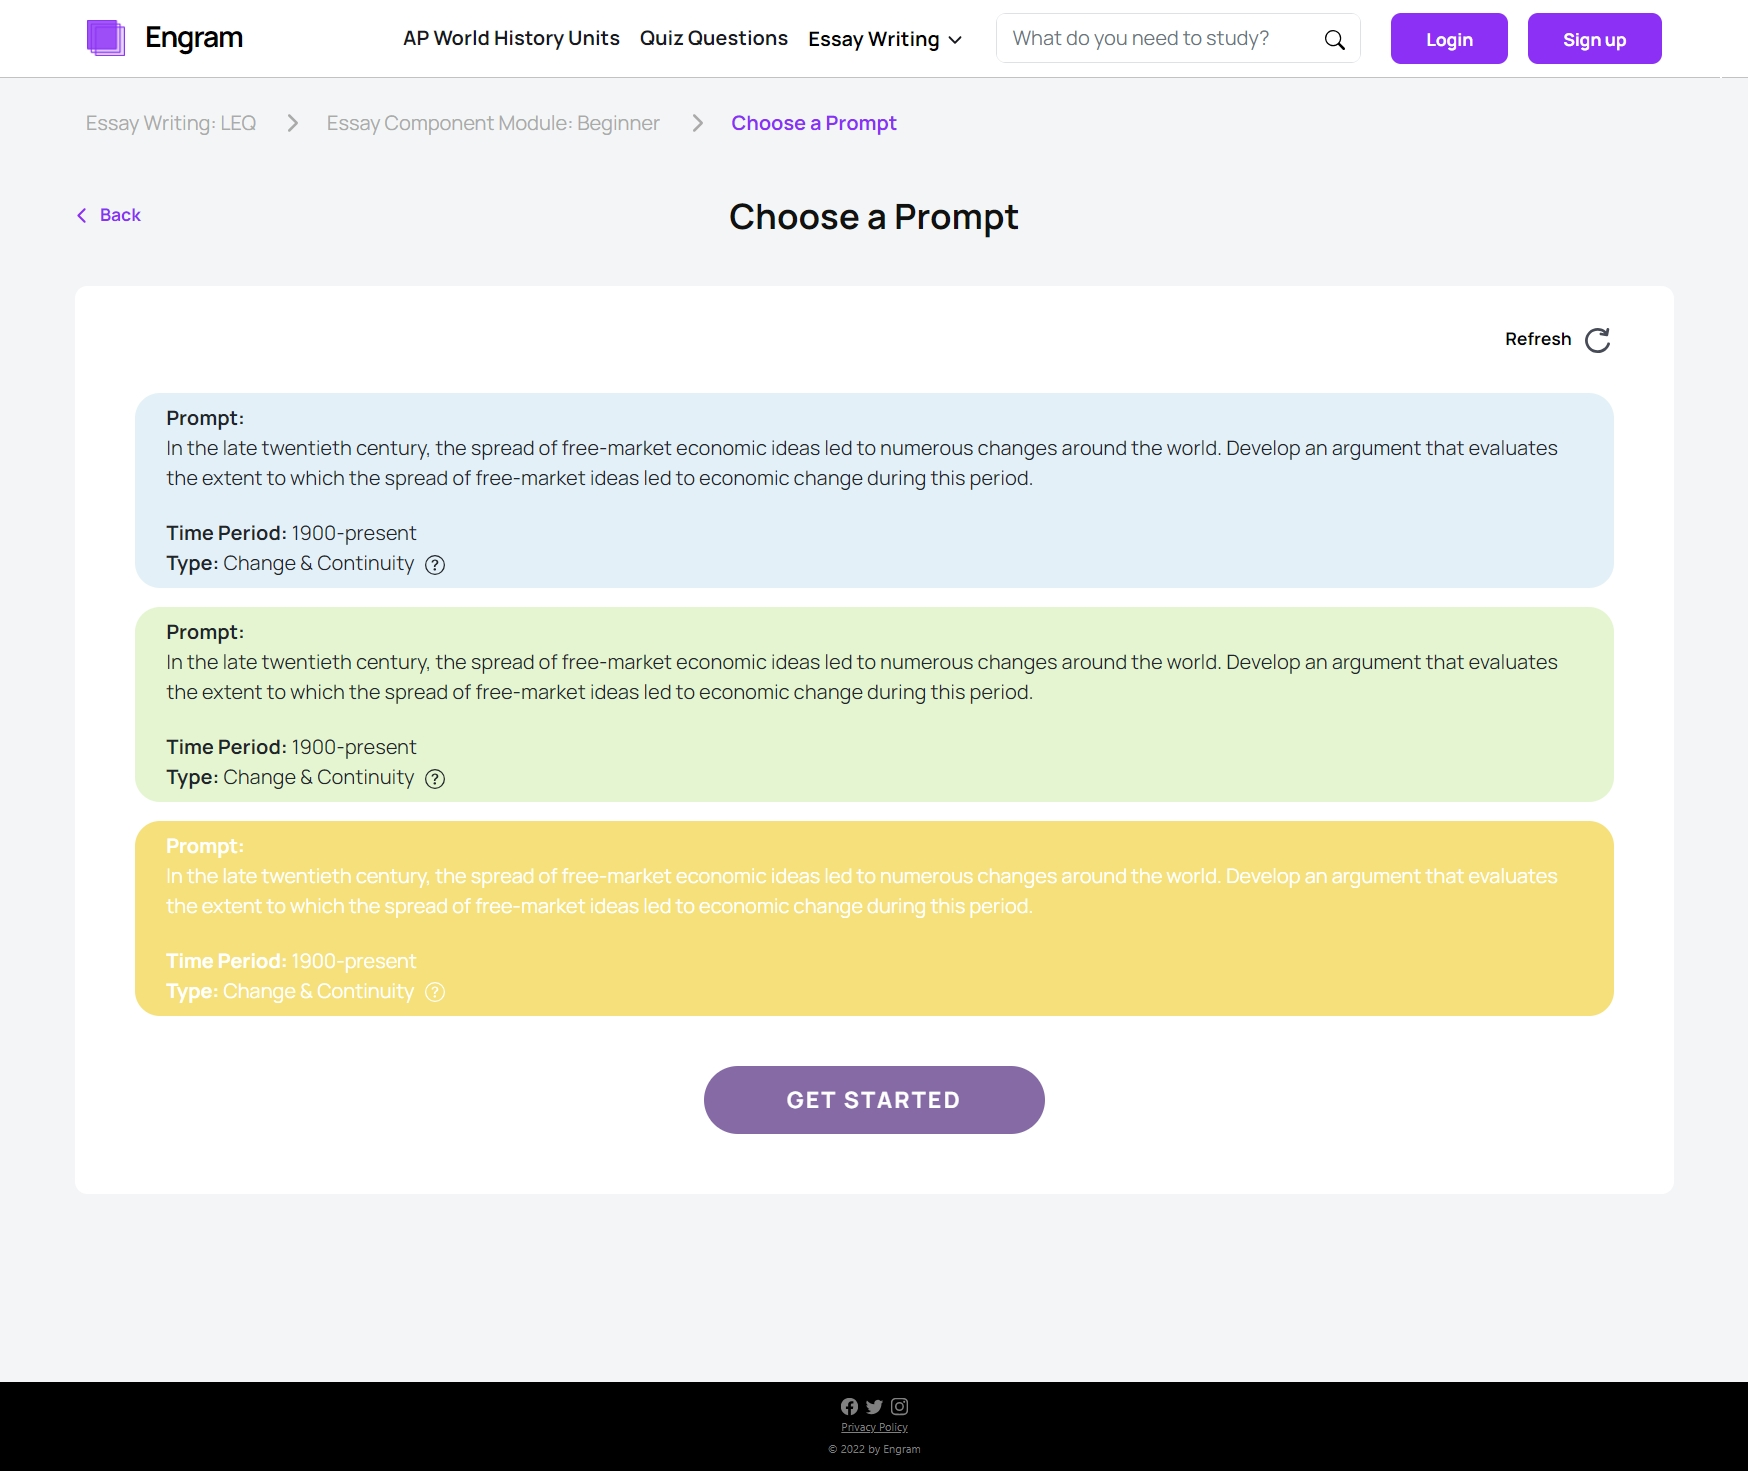 Engram
AP World History Units
Quiz Questions
Essay Writing
What do you need to study?
Login
Sign up
Essay Writing: LEQ
Essay Component Module: Beginner
Choose a Prompt
Back
Choose a Prompt
Refresh
Prompt:
In the late twentieth century, the spread of free-market economic ideas led to numerous changes around the world. Develop an argument that evaluates
the extent to which the spread of free-market ideas led to economic change during this period.
Time Period: 1900-present
Type: Change & Continuity ?
Prompt:
In the late twentieth century, the spread of free-market economic ideas led to numerous changes around the world. Develop an argument that evaluates
the extent to which the spread of free-market ideas led to economic change during this period.
Time Period: 1900-present
Type: Change & Continuity ?
Prompt:
In the late twentieth century, the spread of free-market economic ideas led to numerous changes around the world. Develop an argument that evaluates
the extent to which the spread of free-market ideas led to economic change during this period.
Time Period: 1900-present
Type: Change & Continuity ?
GET STARTED
Privacy Policy
© 2022 by Engram